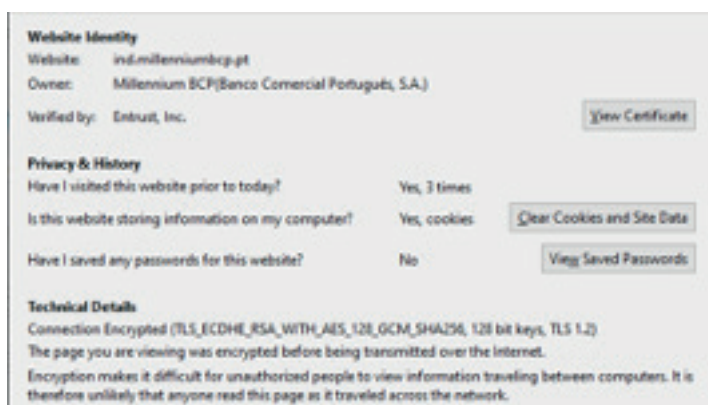 Website Identity
Website: ind.millenniumbcp.pt
Owner: Millennium BCP(Banco Comercial Português, S.A.)
Verified by: Entrust, Inc. View Certificate
Privacy & History
Have I visited this website prior to today? Yes, 3 times
Is this website storing information on my computer? Yes, cookies Clear Cookies and Site Data
Have I saved any passwords for this website? No View Saved Passwords
Technical Details
Connection Encrypted (TLS_ECDHE_RSA_WITH_AES_128_GCM_SHA256, 128 bit keys, TLS 1.2)
The page you are viewing was encrypted before being transmitted over the Internet.
Encryption makes it difficult for unauthorized people to view information traveling between computers. It is
therefore unlikely that anyone read this page as it traveled across the network.